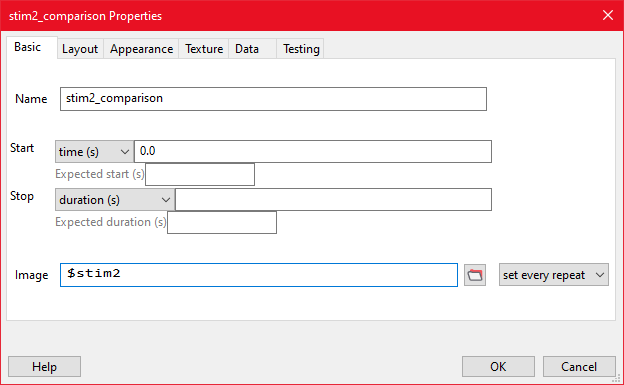 stim2_comparison Properties
Basic Layout Appearance Texture Data Testing
Name stim2_comparison
Start time (s) 0.0
Expected start (s)
Stop duration (s)
Expected duration (s)
Image $stim2 set every repeat
Help OK Cancel